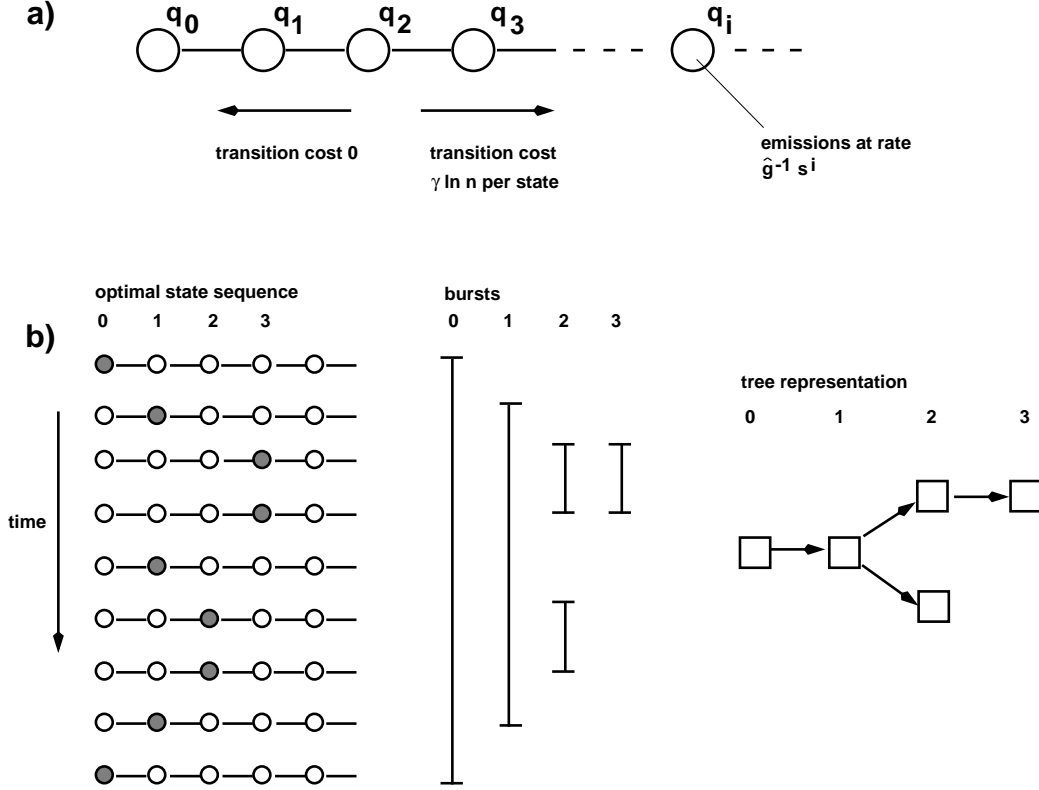 a)
q0 q1 q2 q3 qi
transition cost 0
transition cost
γ ln n per state
emissions at rate
ĝ-1 s i
optimal state sequence
0 1 2 3
bursts
0 1 2 3
b)
time
tree representation
0 1 2 3